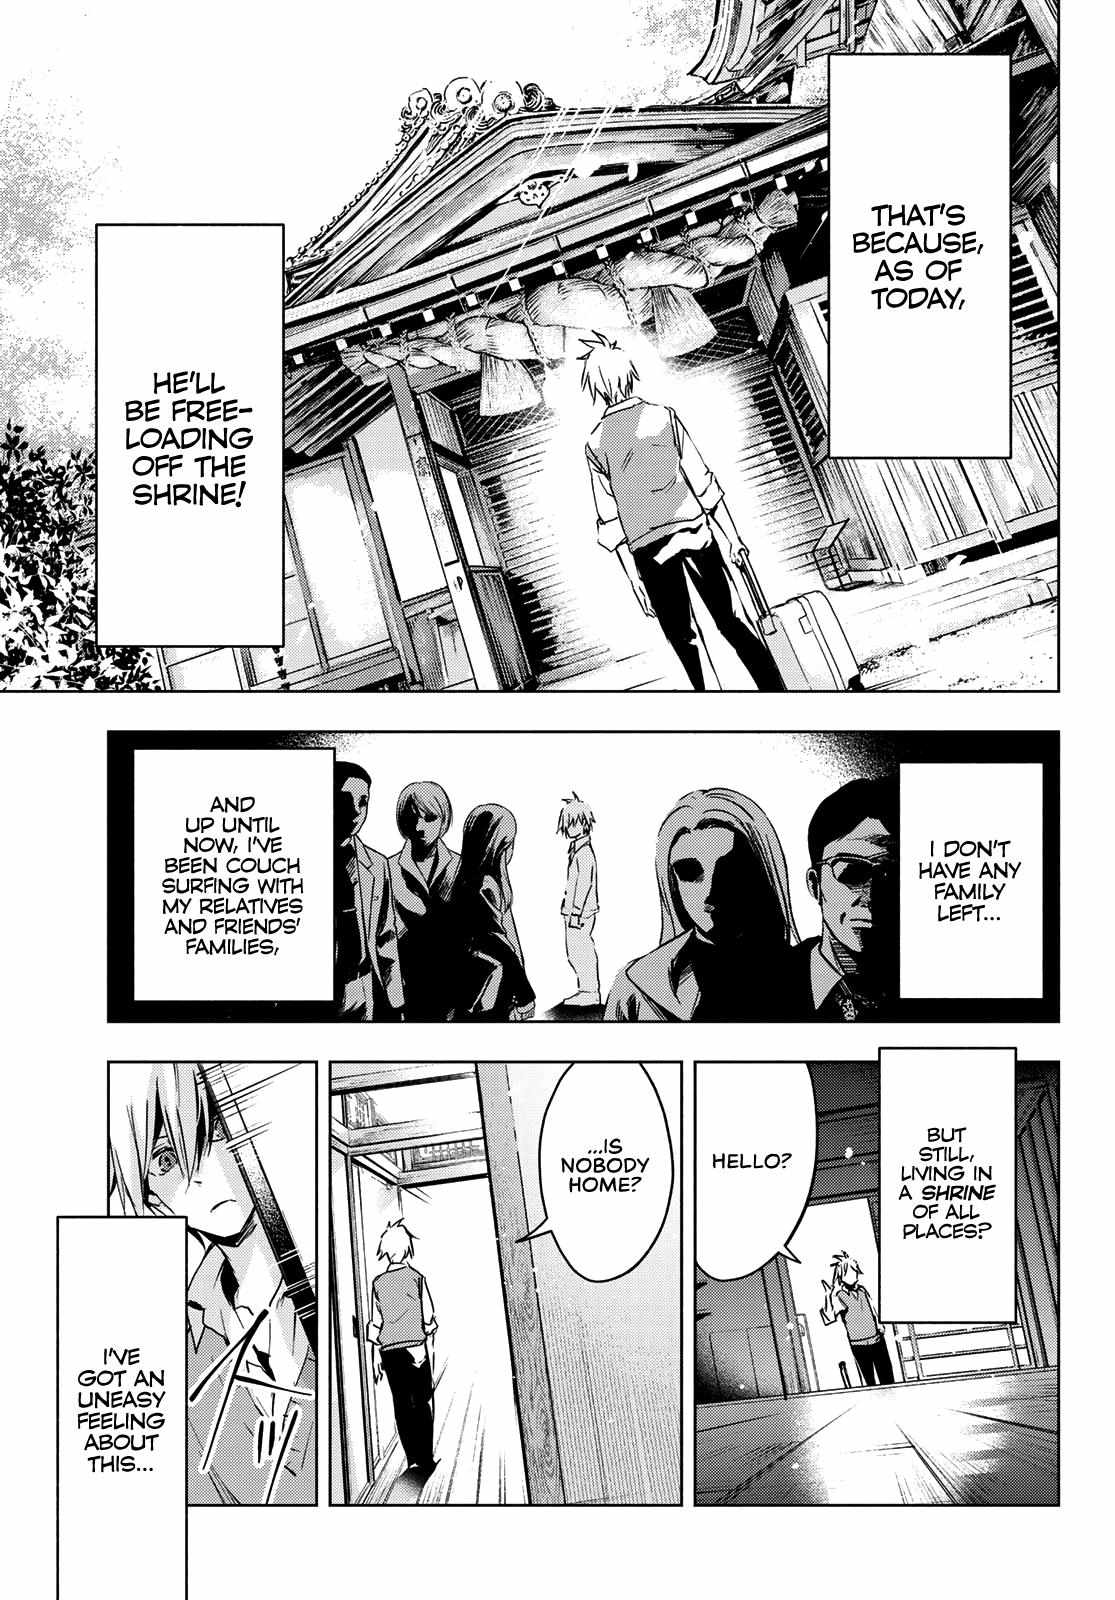 THAT'S
BECAUSE,
AS OF
TODAY,
HE'LL
BE FREE-
LOADING
OFF THE
SHRINE!
I DON'T
HAVE ANY
FAMILY
LEFT...
AND
UP UNTIL
NOW, I'VE
BEEN COUCH
SURFING WITH
MY RELATIVES
AND FRIENDS'
FAMILIES,
BUT
STILL,
LIVING IN
A SHRINE
OF ALL
PLACES?
HELLO?
...IS
NOBODY
HOME?
I'VE
GOT AN
UNEASY
FEELING
ABOUT
THIS...